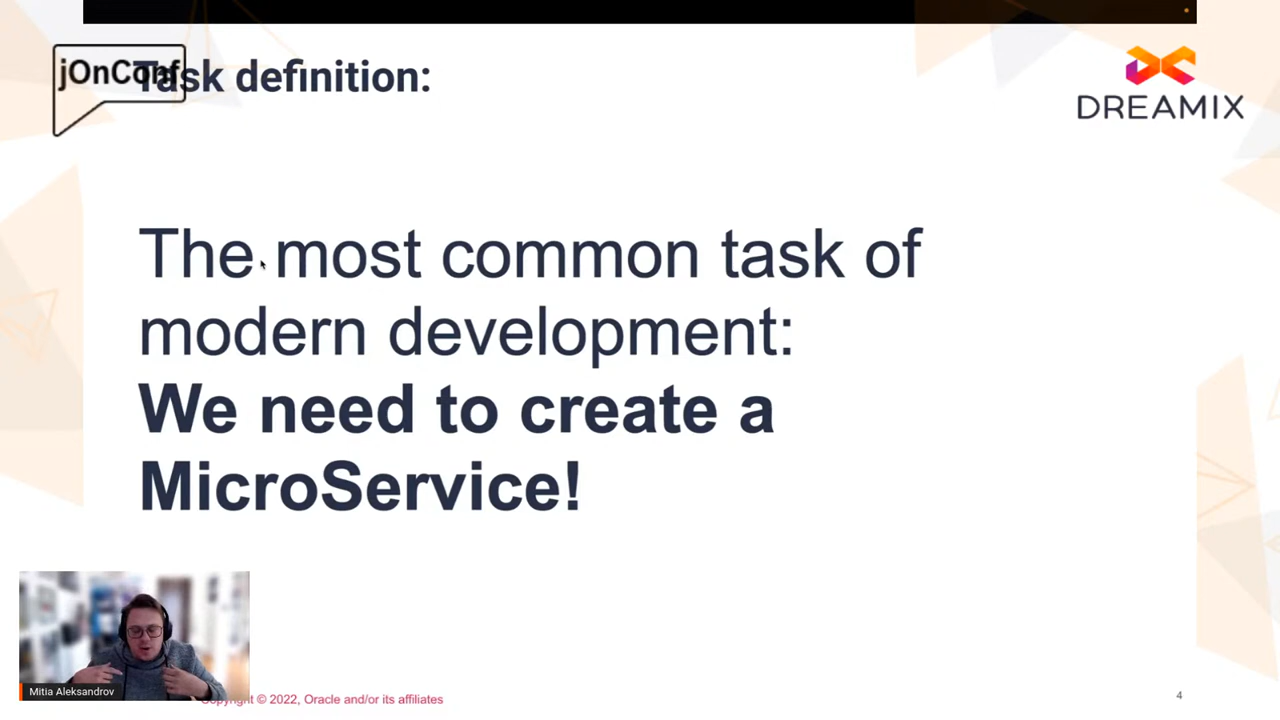 jOnConf
Task definition:
DREAMIX
The most common task of
modern development:
We need to create a
MicroService!
Mitia Aleksandrov
Copyright © 2022, Oracle and/or its affiliates
4